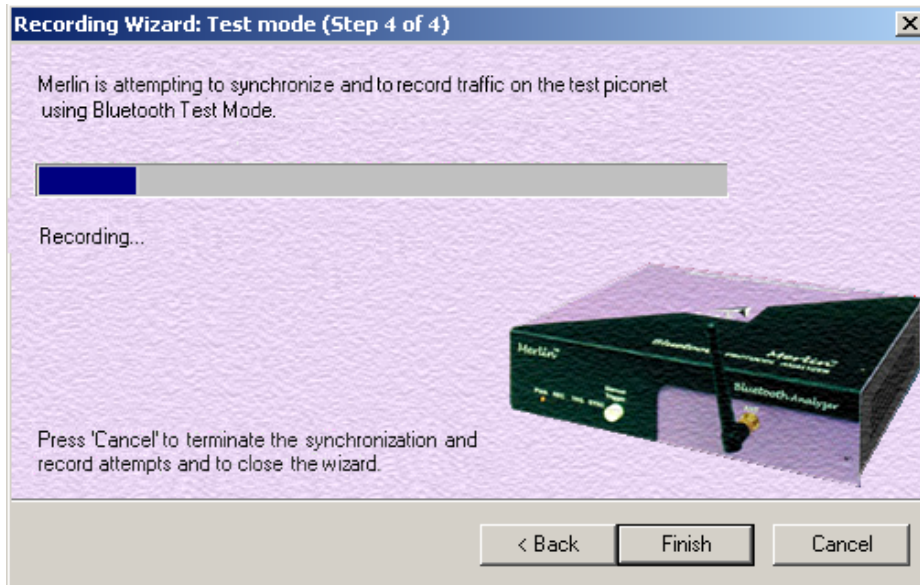 Recording Wizard: Test mode (Step 4 of 4)
Merlin is attempting to synchronize and to record traffic on the test piconet
using Bluetooth Test Mode.
Recording...
Merlin™
Merlin™
Bluetooth Analyzer
Press 'Cancel' to terminate the synchronization and
record attempts and to close the wizard.
< Back
Finish
Cancel